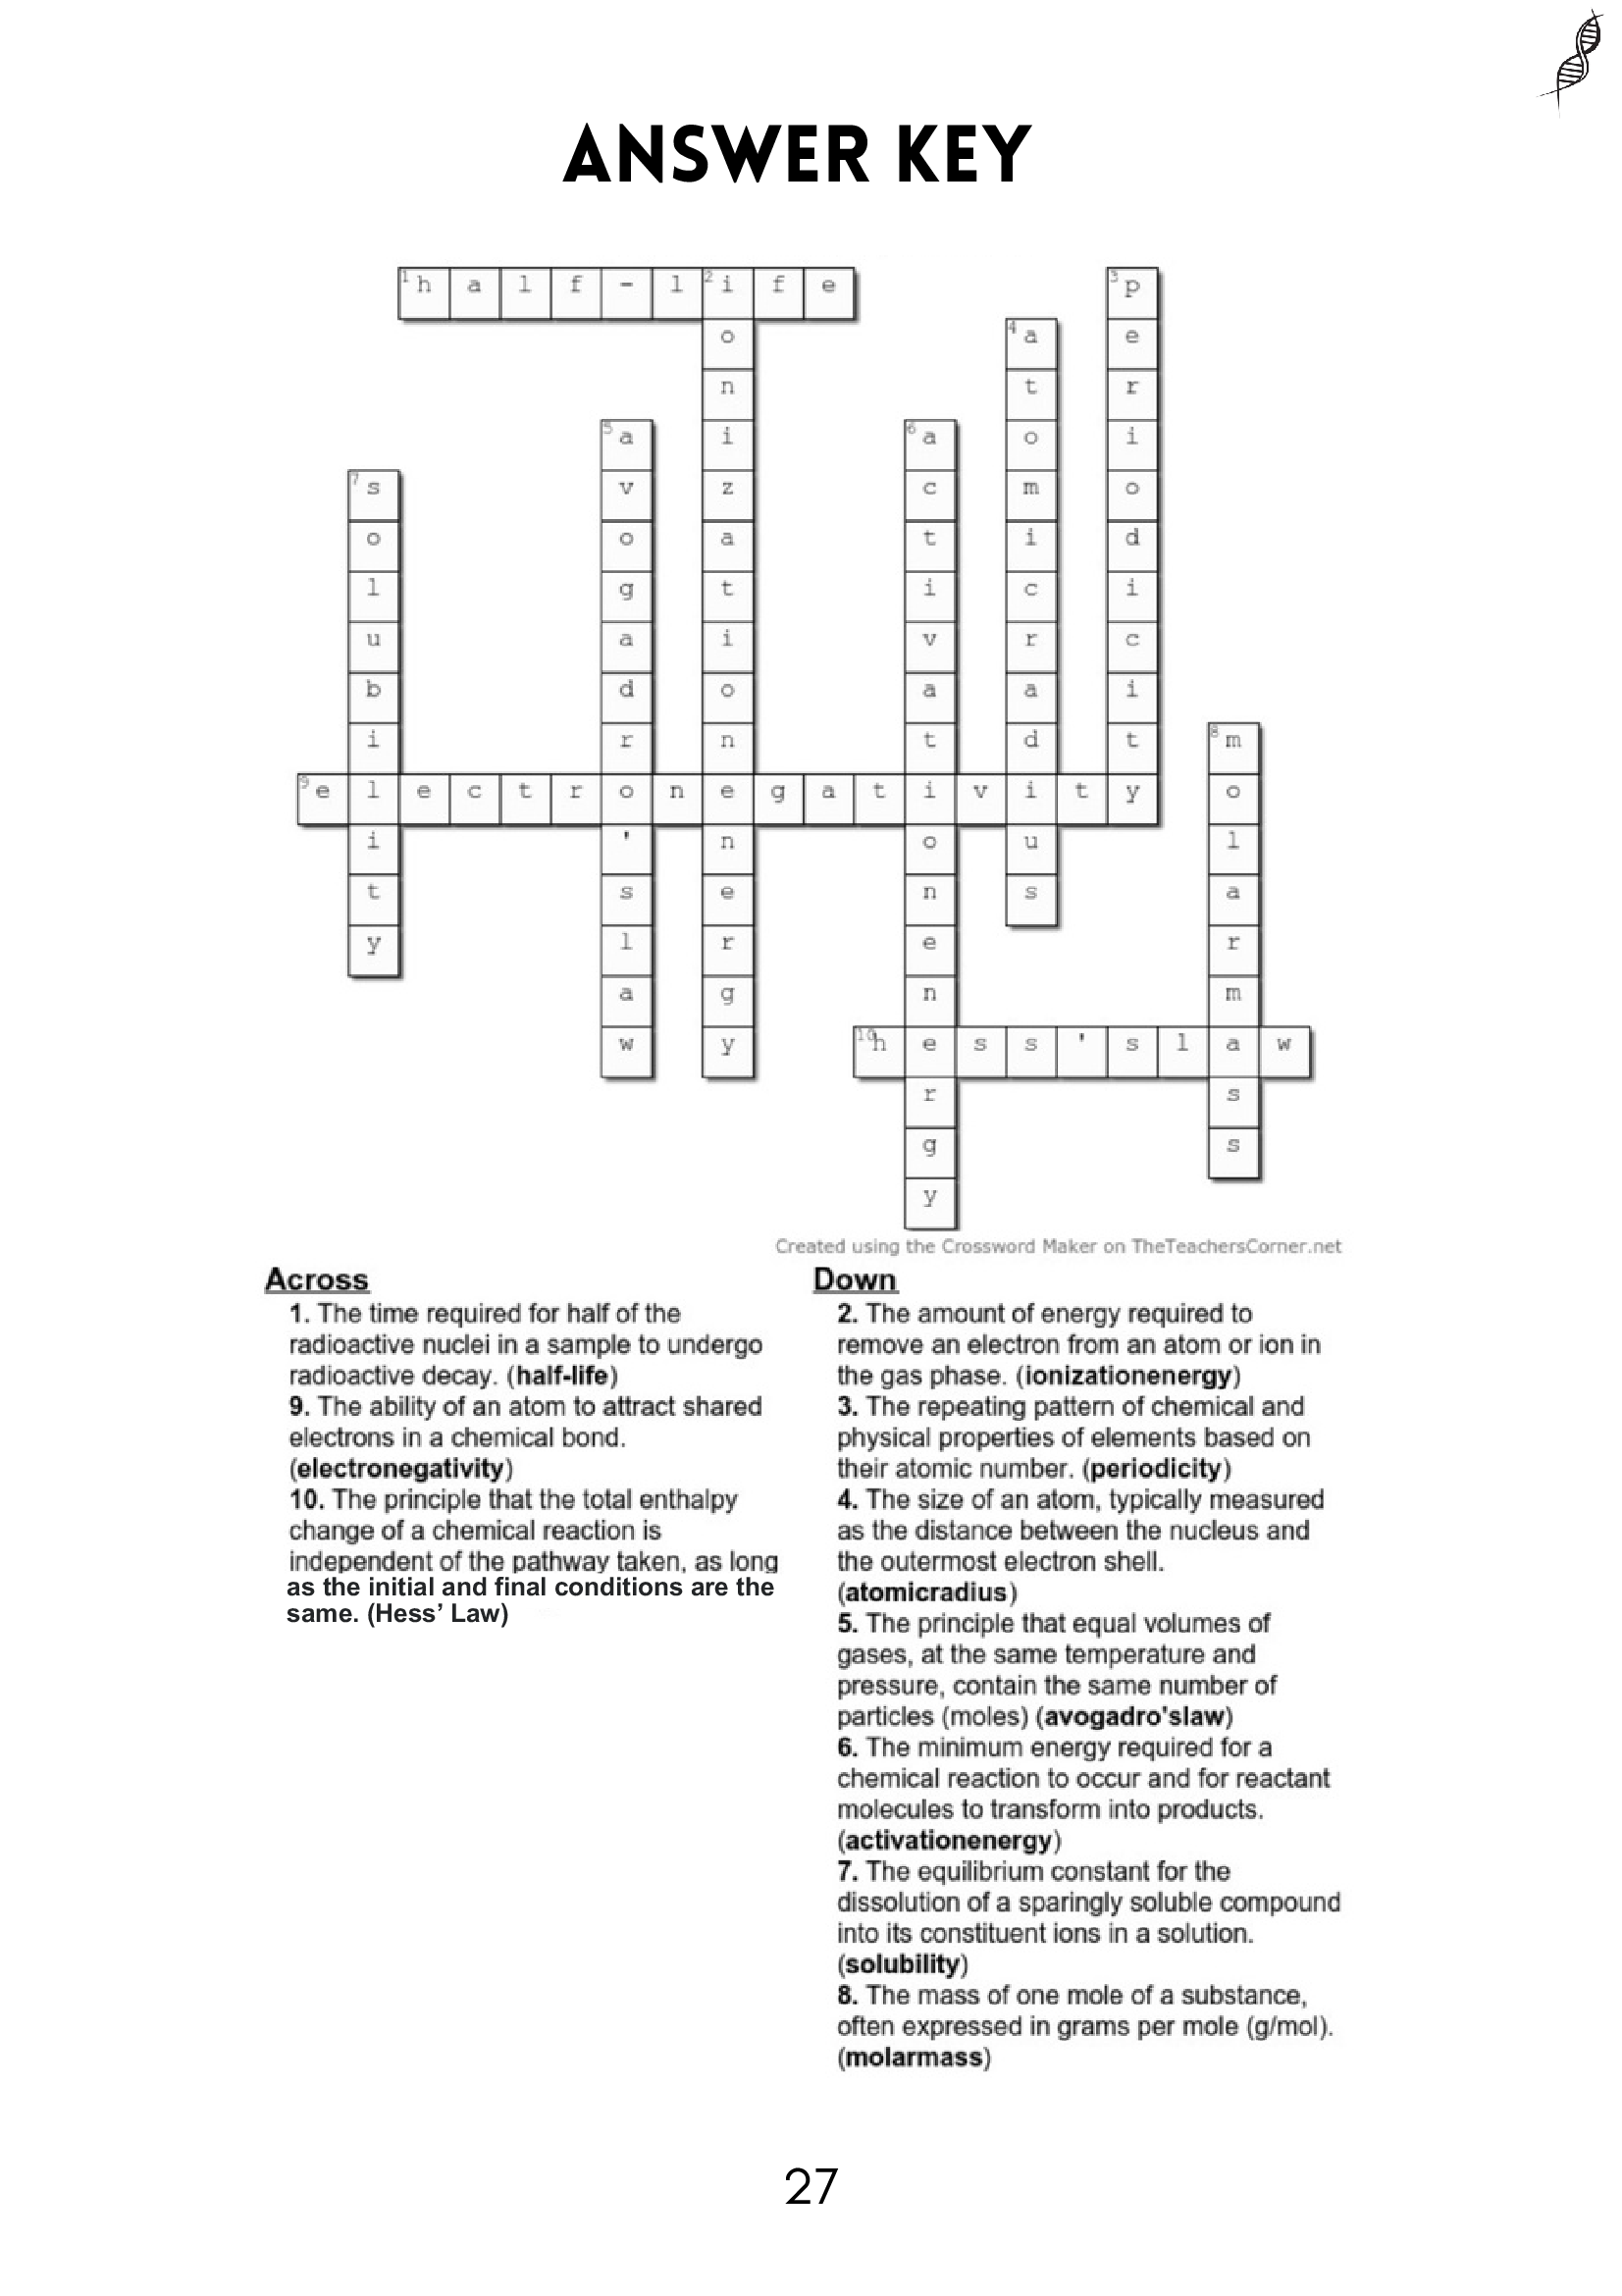 ANSWER KEY
1 h a l f - l 2 i f e 3 p
o 4 a e
n t r
5 a i 6 a o i
7 s v z c m o
o o a t i d
l g t i c i
u a i v r c
b d o a a i
i r n t d t 8 m
9 e l e c t r o n e g a t i v i t y o
i ' n o u l
t s e n s a
y l r e r
a g n m
w y 10 h e s s ' s l a w
r s
g s
y
Created using the Crossword Maker on TheTeachersCorner.net
Across
1. The time required for half of the
radioactive nuclei in a sample to undergo
radioactive decay. (half-life)
9. The ability of an atom to attract shared
electrons in a chemical bond.
(electronegativity)
10. The principle that the total enthalpy
change of a chemical reaction is
independent of the pathway taken, as long
as the initial and final conditions are the
same. (Hess’ Law)
Down
2. The amount of energy required to
remove an electron from an atom or ion in
the gas phase. (ionizationenergy)
3. The repeating pattern of chemical and
physical properties of elements based on
their atomic number. (periodicity)
4. The size of an atom, typically measured
as the distance between the nucleus and
the outermost electron shell.
(atomicradius)
5. The principle that equal volumes of
gases, at the same temperature and
pressure, contain the same number of
particles (moles) (avogadro'slaw)
6. The minimum energy required for a
chemical reaction to occur and for reactant
molecules to transform into products.
(activationenergy)
7. The equilibrium constant for the
dissolution of a sparingly soluble compound
into its constituent ions in a solution.
(solubility)
8. The mass of one mole of a substance,
often expressed in grams per mole (g/mol).
(molarmass)
27